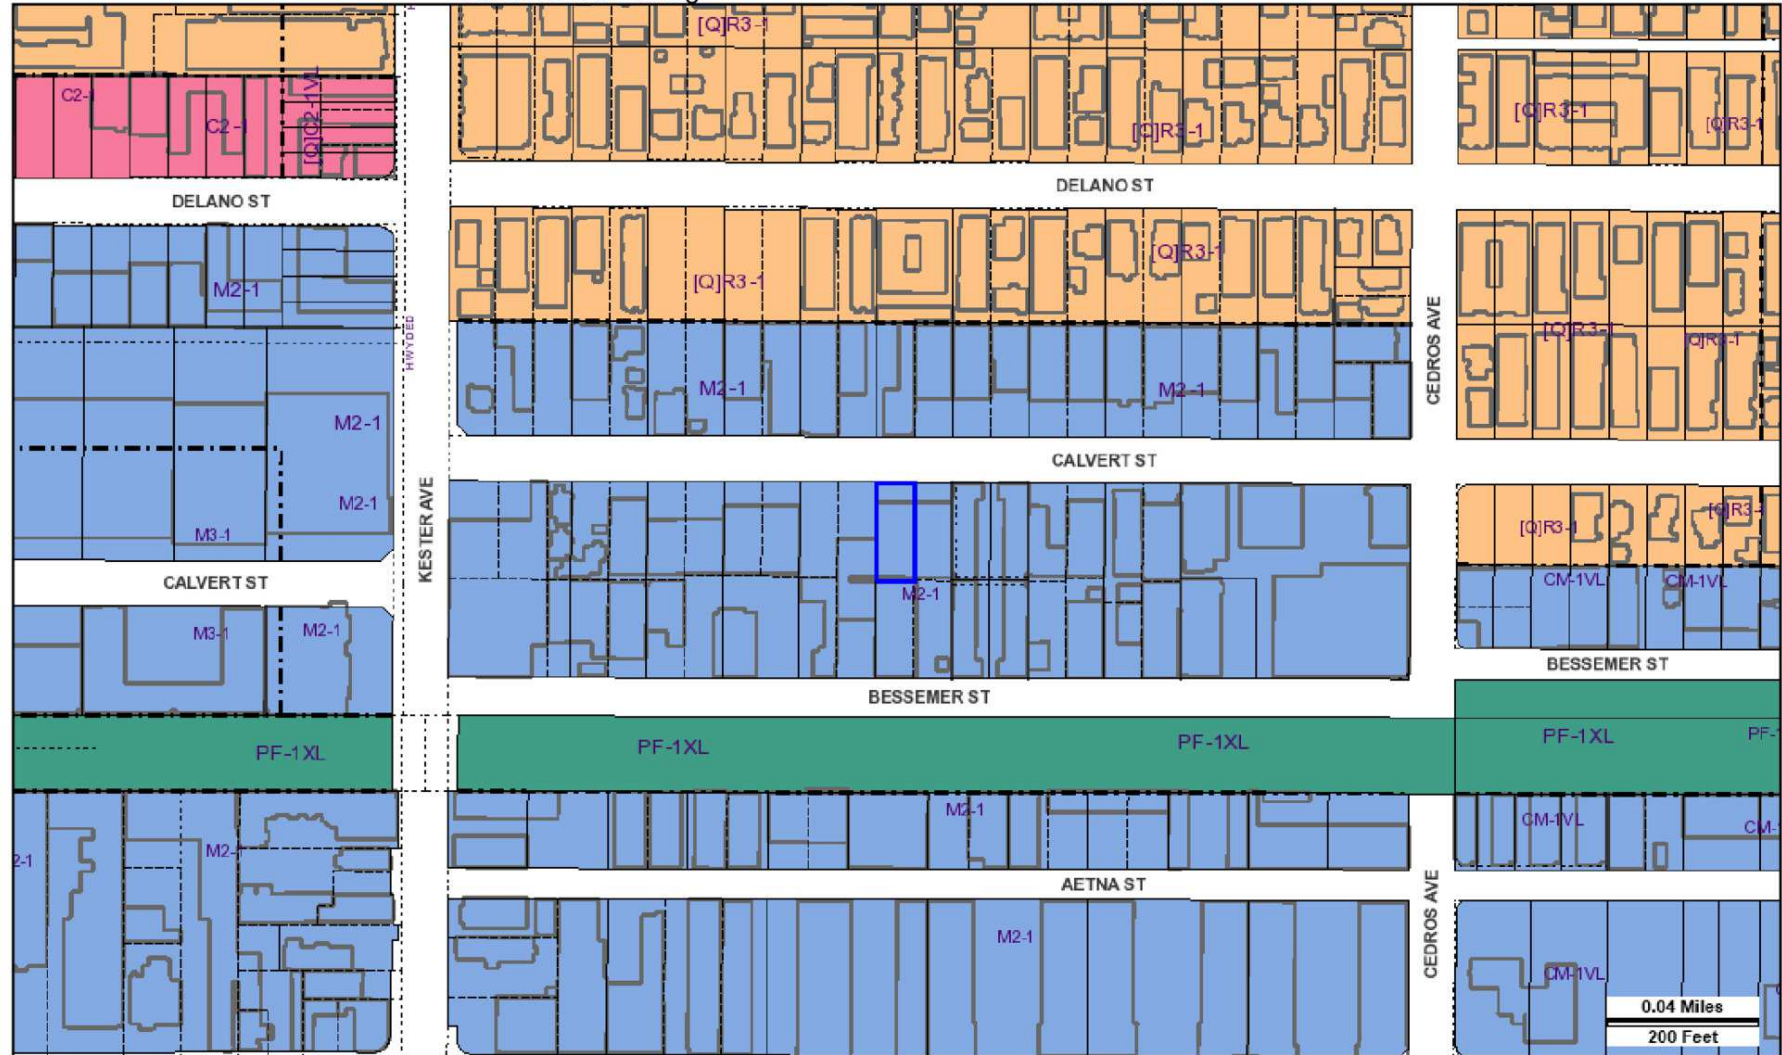 [Q]R3-1
C2-1
C2-1
[Q]C2-1VL
[Q]R3-1
[Q]R3-1
[Q]R3-1
DELANO ST
DELANO ST
M2-1
[Q]R3-1
[Q]R3-1
HWYDED
CEDROS AVE
[Q]R3-1
[Q]R3-1
M2-1
M2-1
M2-1
CALVERT ST
M2-1
M3-1
KESTER AVE
[Q]R3-1
[Q]R3-1
CALVERT ST
M2-1
CM-1VL
CM-1VL
M3-1
M2-1
BESSEMER ST
BESSEMER ST
PF-1XL
PF-1XL
PF-1XL
PF-1XL
PF-
M2-1
CM-1VL
CM-
2-1
M2-
AETNA ST
CEDROS AVE
M2-1
CM-1VL
0.04 Miles
200 Feet